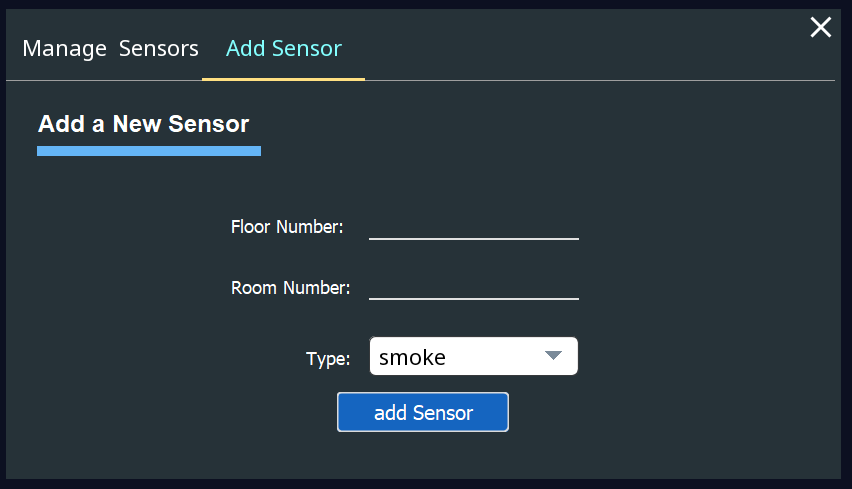 Manage Sensors Add Sensor
Add a New Sensor
Floor Number:
Room Number:
Type: smoke
add Sensor